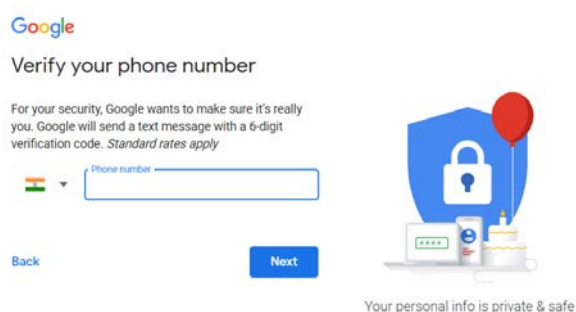 Google
Verify your phone number
For your security, Google wants to make sure it's really
you. Google will send a text message with a 6-digit
verification code. Standard rates apply
Phone number
Back
Next
Your personal info is private & safe